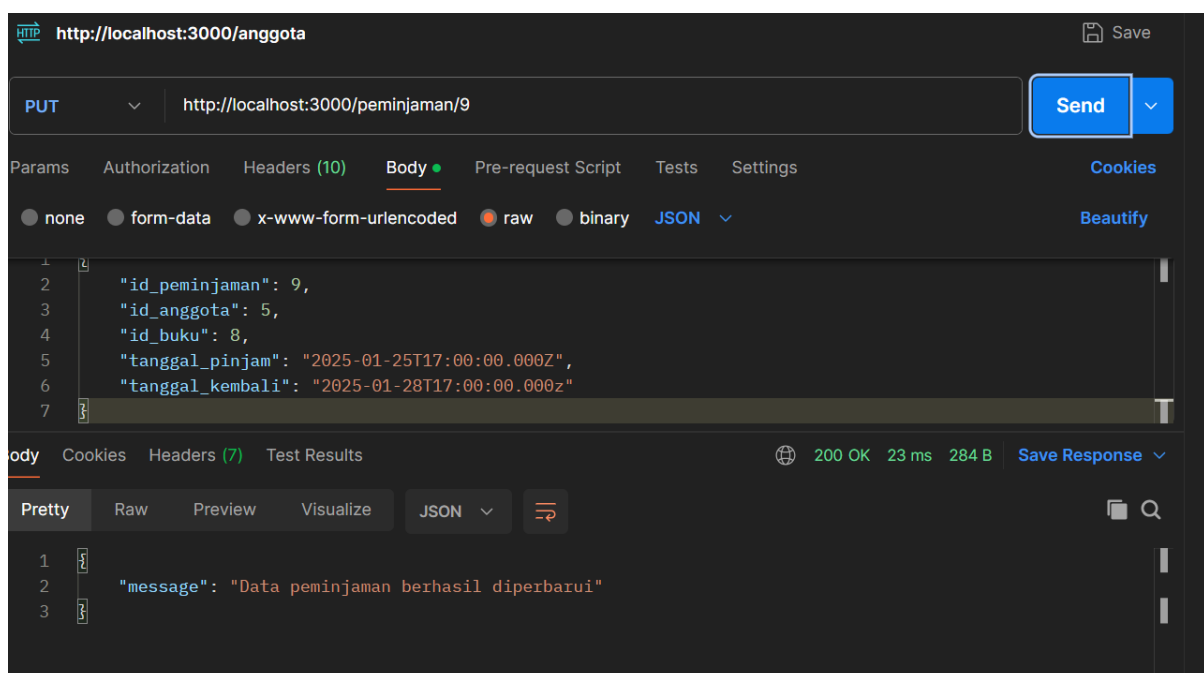 HTTP http://localhost:3000/anggota Save
PUT http://localhost:3000/peminjaman/9 Send
Params Authorization Headers (10) Body Pre-request Script Tests Settings Cookies
none form-data x-www-form-urlencoded raw binary JSON Beautify
1 {
2 "id_peminjaman": 9,
3 "id_anggota": 5,
4 "id_buku": 8,
5 "tanggal_pinjam": "2025-01-25T17:00:00.000Z",
6 "tanggal_kembali": "2025-01-28T17:00:00.000z"
7 }
ody Cookies Headers (7) Test Results 200 OK 23 ms 284 B Save Response
Pretty Raw Preview Visualize JSON
1 {
2 "message": "Data peminjaman berhasil diperbarui"
3 }